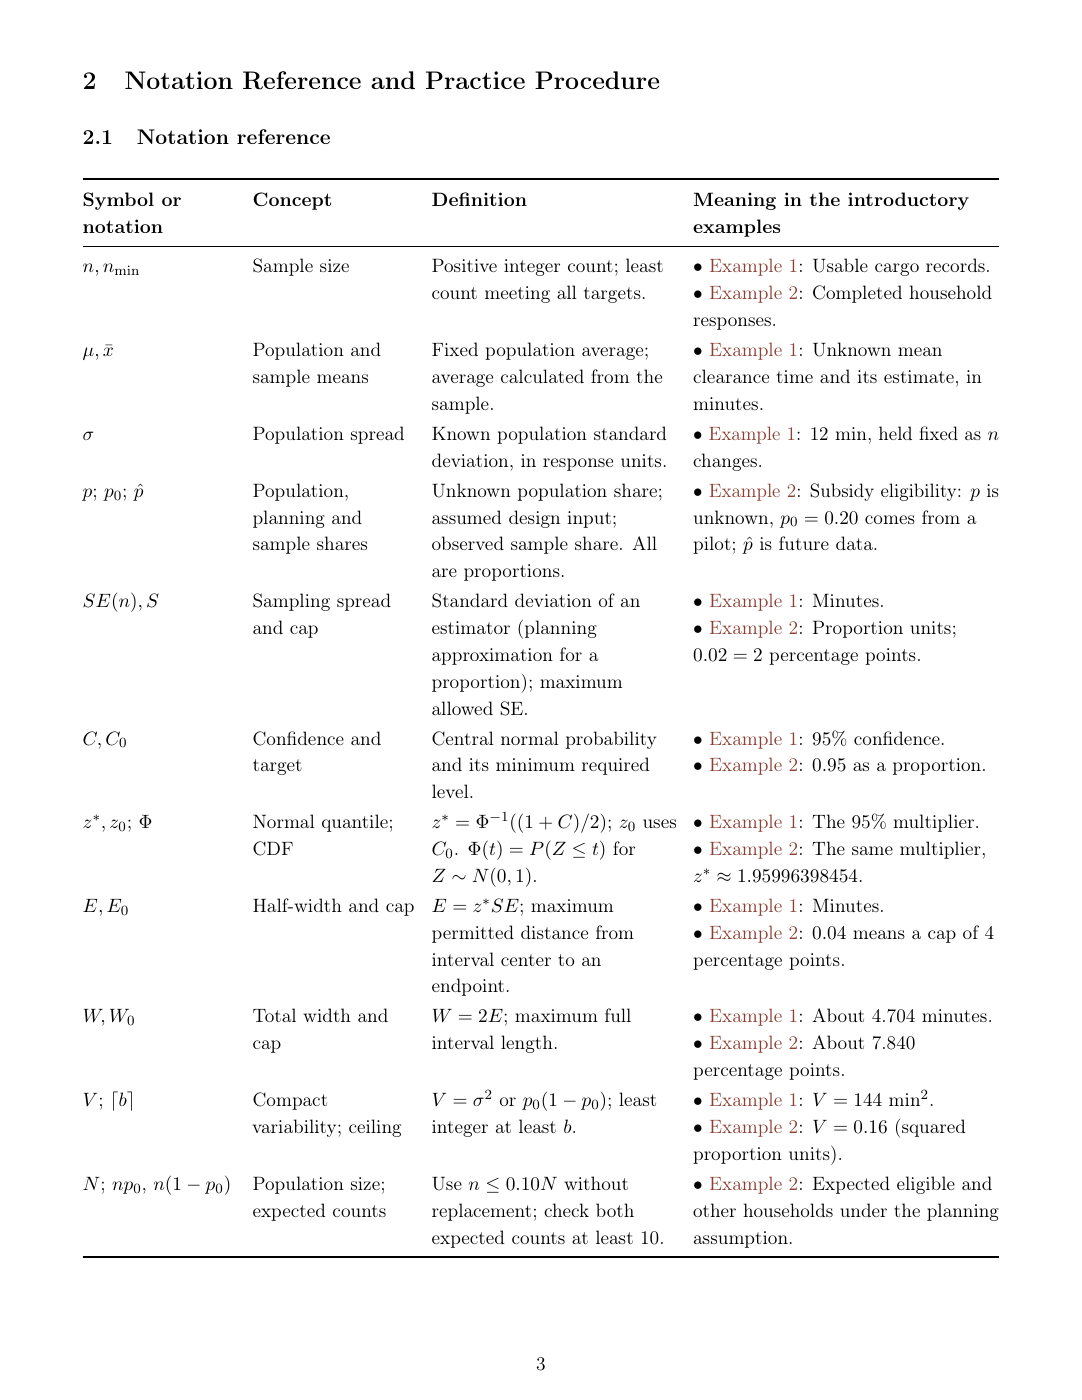 2 Notation Reference and Practice Procedure
2.1 Notation reference
Symbol or notation | Concept | Definition | Meaning in the introductory examples
n, n_min | Sample size | Positive integer count; least count meeting all targets. | • Example 1: Usable cargo records. • Example 2: Completed household responses.
μ, x̄ | Population and sample means | Fixed population average; average calculated from the sample. | • Example 1: Unknown mean clearance time and its estimate, in minutes.
σ | Population spread | Known population standard deviation, in response units. | • Example 1: 12 min, held fixed as n changes.
p; p₀; p̂ | Population, planning and sample shares | Unknown population share; assumed design input; observed sample share. All are proportions. | • Example 2: Subsidy eligibility: p is unknown, p₀ = 0.20 comes from a pilot; p̂ is future data.
SE(n), S | Sampling spread and cap | Standard deviation of an estimator (planning approximation for a proportion); maximum allowed SE. | • Example 1: Minutes. • Example 2: Proportion units; 0.02 = 2 percentage points.
C, C₀ | Confidence and target | Central normal probability and its minimum required level. | • Example 1: 95% confidence. • Example 2: 0.95 as a proportion.
z*, z₀; Φ | Normal quantile; CDF | z* = Φ⁻¹((1 + C)/2); z₀ uses C₀. Φ(t) = P(Z ≤ t) for Z ∼ N(0, 1). | • Example 1: The 95% multiplier. • Example 2: The same multiplier, z* ≈ 1.95996398454.
E, E₀ | Half-width and cap | E = z*SE; maximum permitted distance from interval center to an endpoint. | • Example 1: Minutes. • Example 2: 0.04 means a cap of 4 percentage points.
W, W₀ | Total width and cap | W = 2E; maximum full interval length. | • Example 1: About 4.704 minutes. • Example 2: About 7.840 percentage points.
V; ⌈b⌉ | Compact variability; ceiling | V = σ² or p₀(1 − p₀); least integer at least b. | • Example 1: V = 144 min². • Example 2: V = 0.16 (squared proportion units).
N; np₀, n(1 − p₀) | Population size; expected counts | Use n ≤ 0.10N without replacement; check both expected counts at least 10. | • Example 2: Expected eligible and other households under the planning assumption.
3